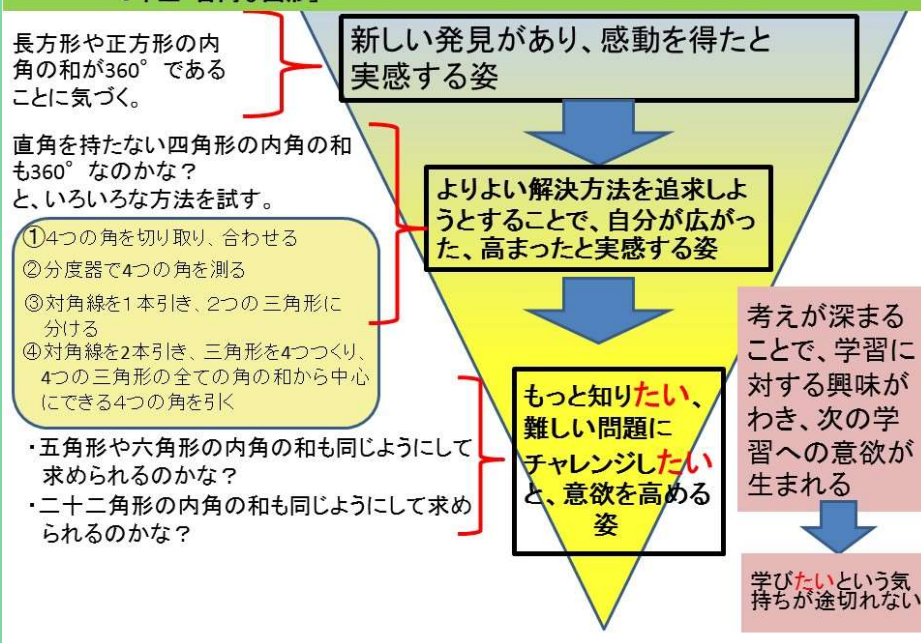 合同な図形」
長方形や正方形の内
角の和が360°である
ことに気づく。
新しい発見があり、感動を得たと
実感する姿
直角を持たない四角形の内角の和
も360°なのかな？
と、いろいろな方法を試す。
よりよい解決方法を追求しよ
うとすることで、自分が広がっ
た、高まったと実感する姿
①4つの角を切り取り、合わせる
②分度器で4つの角を測る
③対角線を1本引き、2つの三角形に
分ける
④対角線を2本引き、三角形を4つつくり、
4つの三角形の全ての角の和から中心
にできる4つの角を引く
・五角形や六角形の内角の和も同じようにして
求められるのかな？
・二十二角形の内角の和も同じようにして求め
られるのかな？
もっと知りたい、
難しい問題に
チャレンジしたい
と、意欲を高める
姿
考えが深まる
ことで、学習に
対する興味が
わき、次の学
習への意欲が
生まれる
学びたいという気
持ちが途切れない